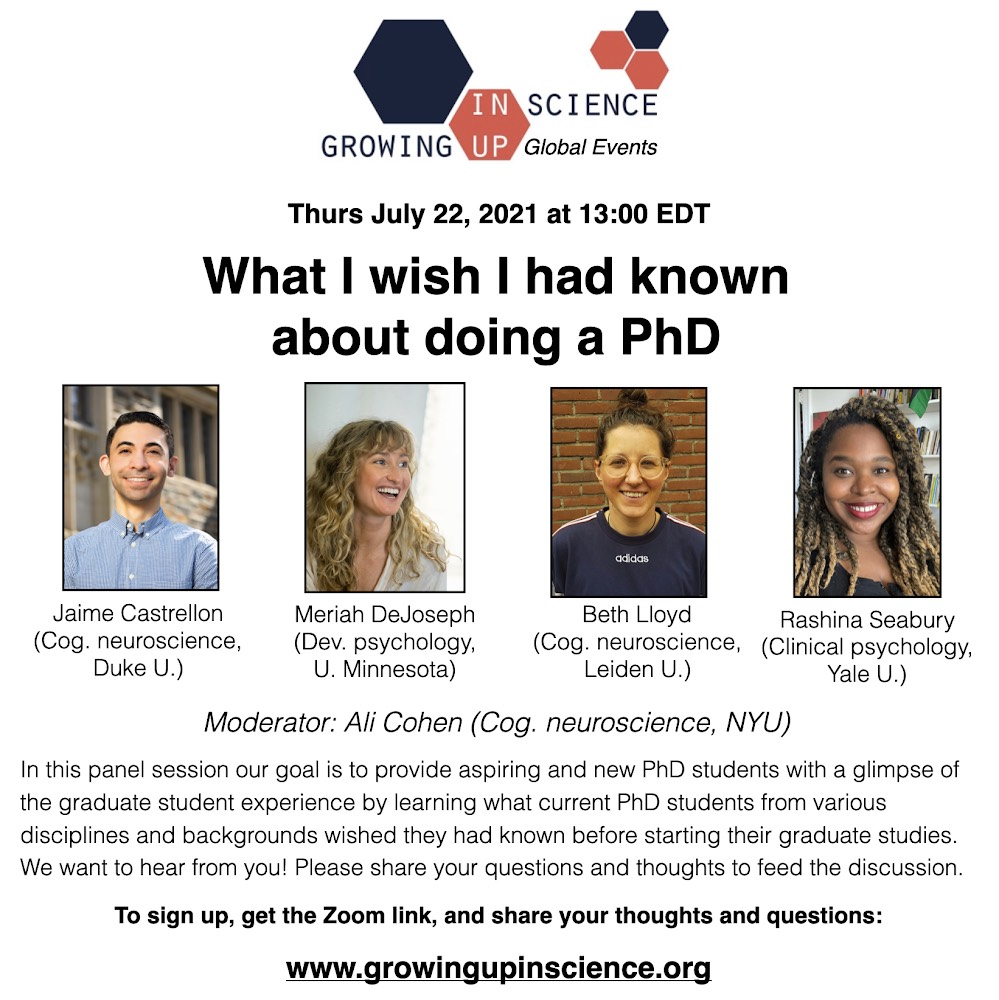 IN SCIENCE
GROWING UP Global Events
Thurs July 22, 2021 at 13:00 EDT
What I wish I had known
about doing a PhD
adidas
Jaime Castrellon
(Cog. neuroscience,
Duke U.)
Meriah DeJoseph
(Dev. psychology,
U. Minnesota)
Beth Lloyd
(Cog. neuroscience,
Leiden U.)
Rashina Seabury
(Clinical psychology,
Yale U.)
Moderator: Ali Cohen (Cog. neuroscience, NYU)
In this panel session our goal is to provide aspiring and new PhD students with a glimpse of
the graduate student experience by learning what current PhD students from various
disciplines and backgrounds wished they had known before starting their graduate studies.
We want to hear from you! Please share your questions and thoughts to feed the discussion.
To sign up, get the Zoom link, and share your thoughts and questions:
www.growingupinscience.org